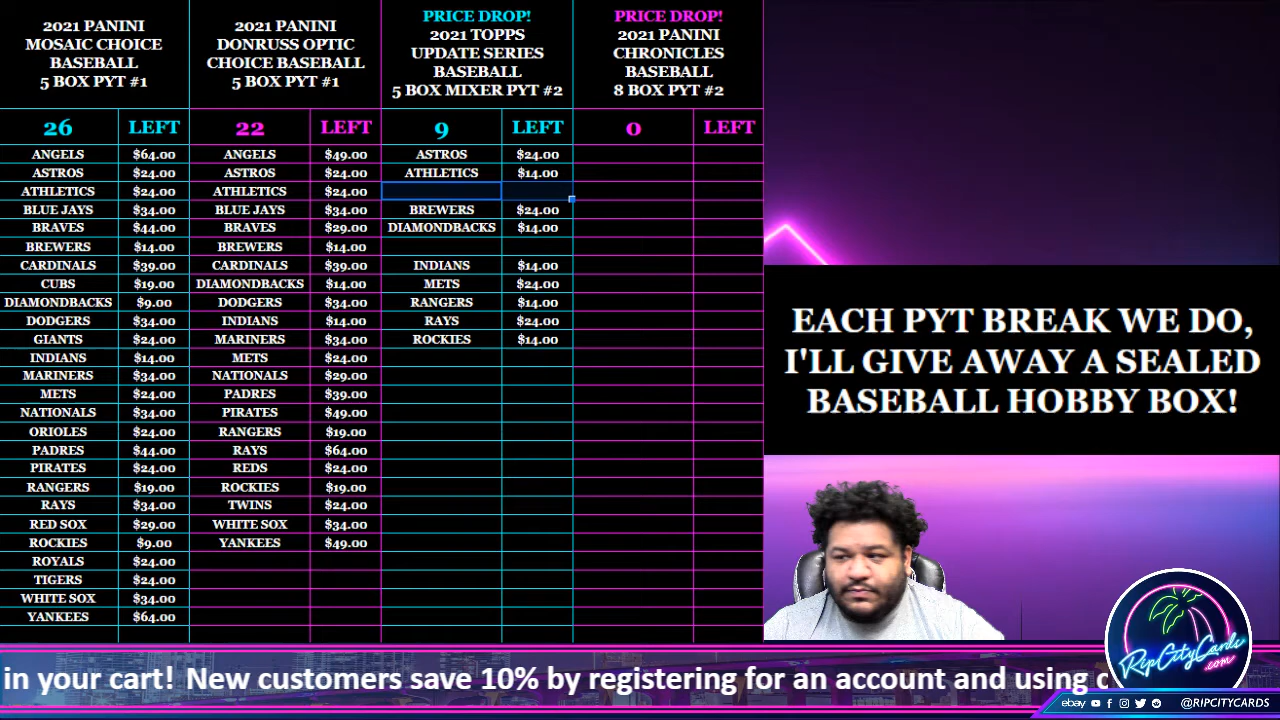 2021 PANINI
MOSAIC CHOICE
BASEBALL
5 BOX PYT #1
26 LEFT
ANGELS $64.00
ASTROS $24.00
ATHLETICS $24.00
BLUE JAYS $34.00
BRAVES $44.00
BREWERS $14.00
CARDINALS $39.00
CUBS $19.00
DIAMONDBACKS $9.00
DODGERS $34.00
GIANTS $24.00
INDIANS $14.00
MARINERS $34.00
METS $24.00
NATIONALS $34.00
ORIOLES $24.00
PADRES $44.00
PIRATES $24.00
RANGERS $19.00
RAYS $34.00
RED SOX $29.00
ROCKIES $9.00
ROYALS $24.00
TIGERS $24.00
WHITE SOX $34.00
YANKEES $64.00
2021 PANINI
DONRUSS OPTIC
CHOICE BASEBALL
5 BOX PYT #1
22 LEFT
ANGELS $49.00
ASTROS $24.00
ATHLETICS $24.00
BLUE JAYS $34.00
BRAVES $29.00
BREWERS $14.00
CARDINALS $39.00
DIAMONDBACKS $14.00
DODGERS $34.00
INDIANS $14.00
MARINERS $34.00
METS $24.00
NATIONALS $29.00
PADRES $39.00
PIRATES $49.00
RANGERS $19.00
RAYS $64.00
REDS $24.00
ROCKIES $19.00
TWINS $24.00
WHITE SOX $34.00
YANKEES $49.00
PRICE DROP!
2021 TOPPS
UPDATE SERIES
BASEBALL
5 BOX MIXER PYT #2
9 LEFT
ASTROS $24.00
ATHLETICS $14.00
BREWERS $24.00
DIAMONDBACKS $14.00
INDIANS $14.00
METS $24.00
RANGERS $14.00
RAYS $24.00
ROCKIES $14.00
PRICE DROP!
2021 PANINI
CHRONICLES
BASEBALL
8 BOX PYT #2
0 LEFT
EACH PYT BREAK WE DO,
I'LL GIVE AWAY A SEALED
BASEBALL HOBBY BOX!
RipCityCards
.com
in your cart! New customers save 10% by registering for an account and using c
ebay @RIPCITYCARDS